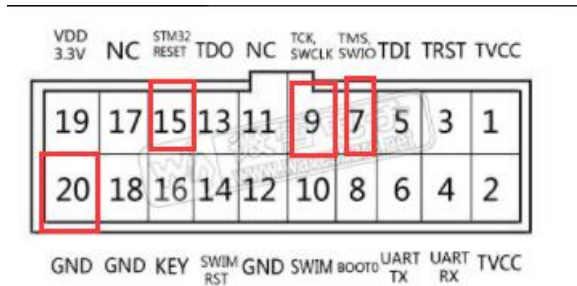 VDD 3.3V NC STM32 RESET TDO NC TCK, SWCLK TMS, SWIO TDI TRST TVCC
19 17 15 13 11 9 7 5 3 1
20 18 16 14 12 10 8 6 4 2
GND GND KEY SWIM RST GND SWIM BOOT0 UART TX UART RX TVCC